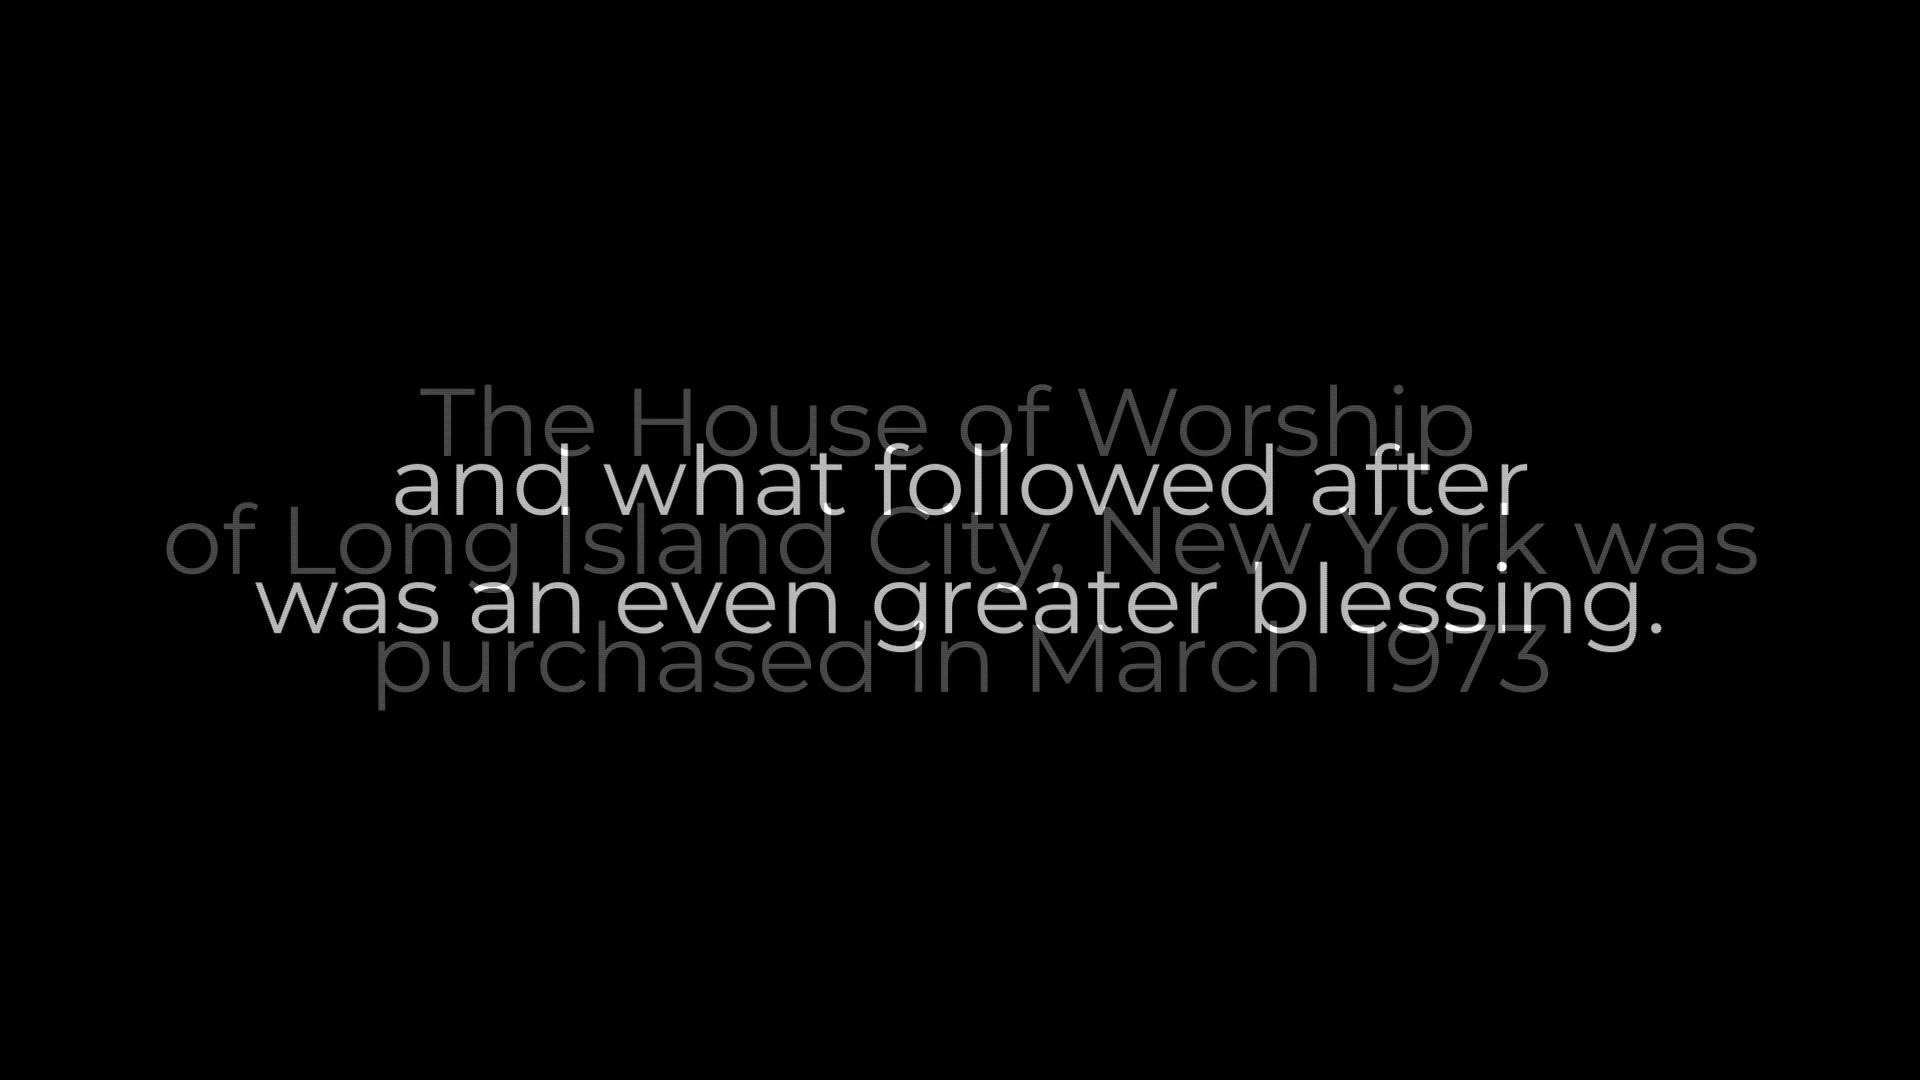 The House of Worship
and what followed after
of Long Island City, New York was
was an even greater blessing.
purchased in March 1973